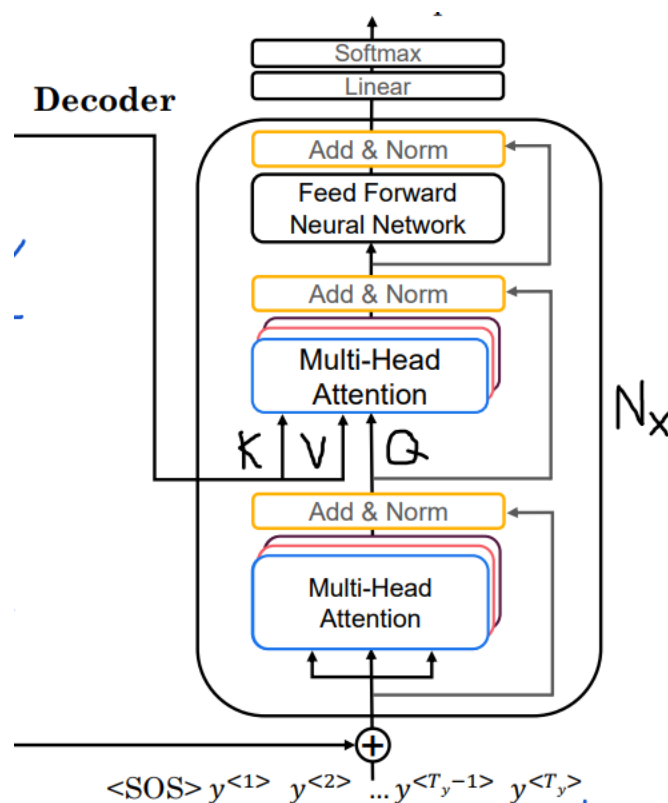 Softmax
Linear
Decoder
Add & Norm
Feed Forward
Neural Network
Add & Norm
Multi-Head
Attention
K V Q
Nx
Add & Norm
Multi-Head
Attention
+
<SOS> y<1> y<2> ... y<Ty−1> y<Ty>